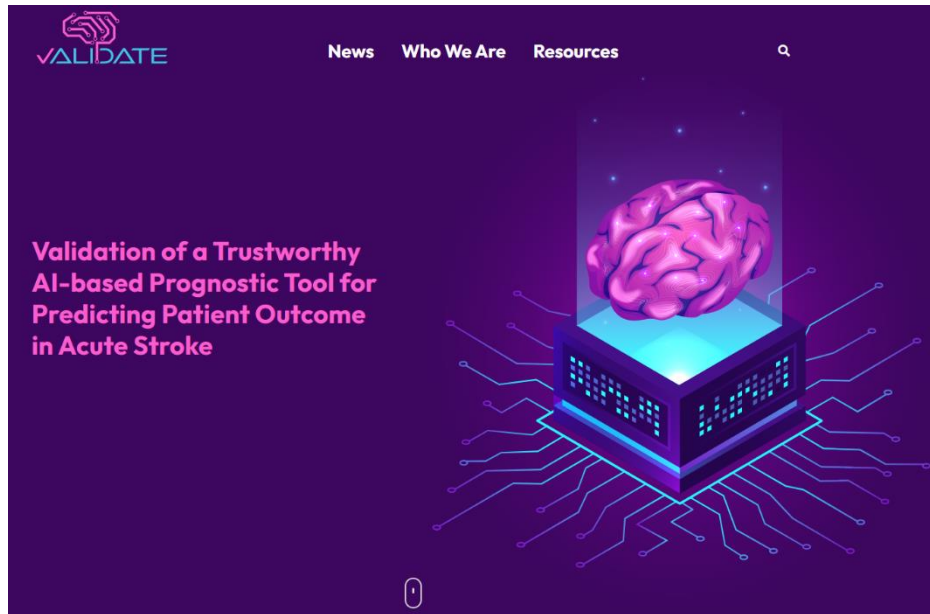 VALIDATE
News Who We Are Resources
Validation of a Trustworthy
AI-based Prognostic Tool for
Predicting Patient Outcome
in Acute Stroke